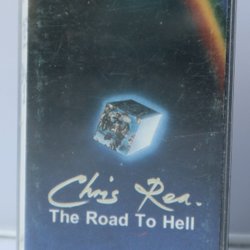 Chris Rea.
The Road To Hell